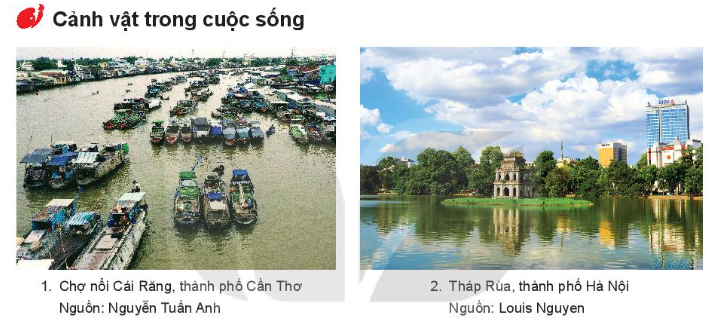 Cảnh vật trong cuộc sống
1. Chợ nổi Cái Răng, thành phố Cần Thơ
Nguồn: Nguyễn Tuấn Anh
2. Tháp Rùa, thành phố Hà Nội
Nguồn: Louis Nguyen